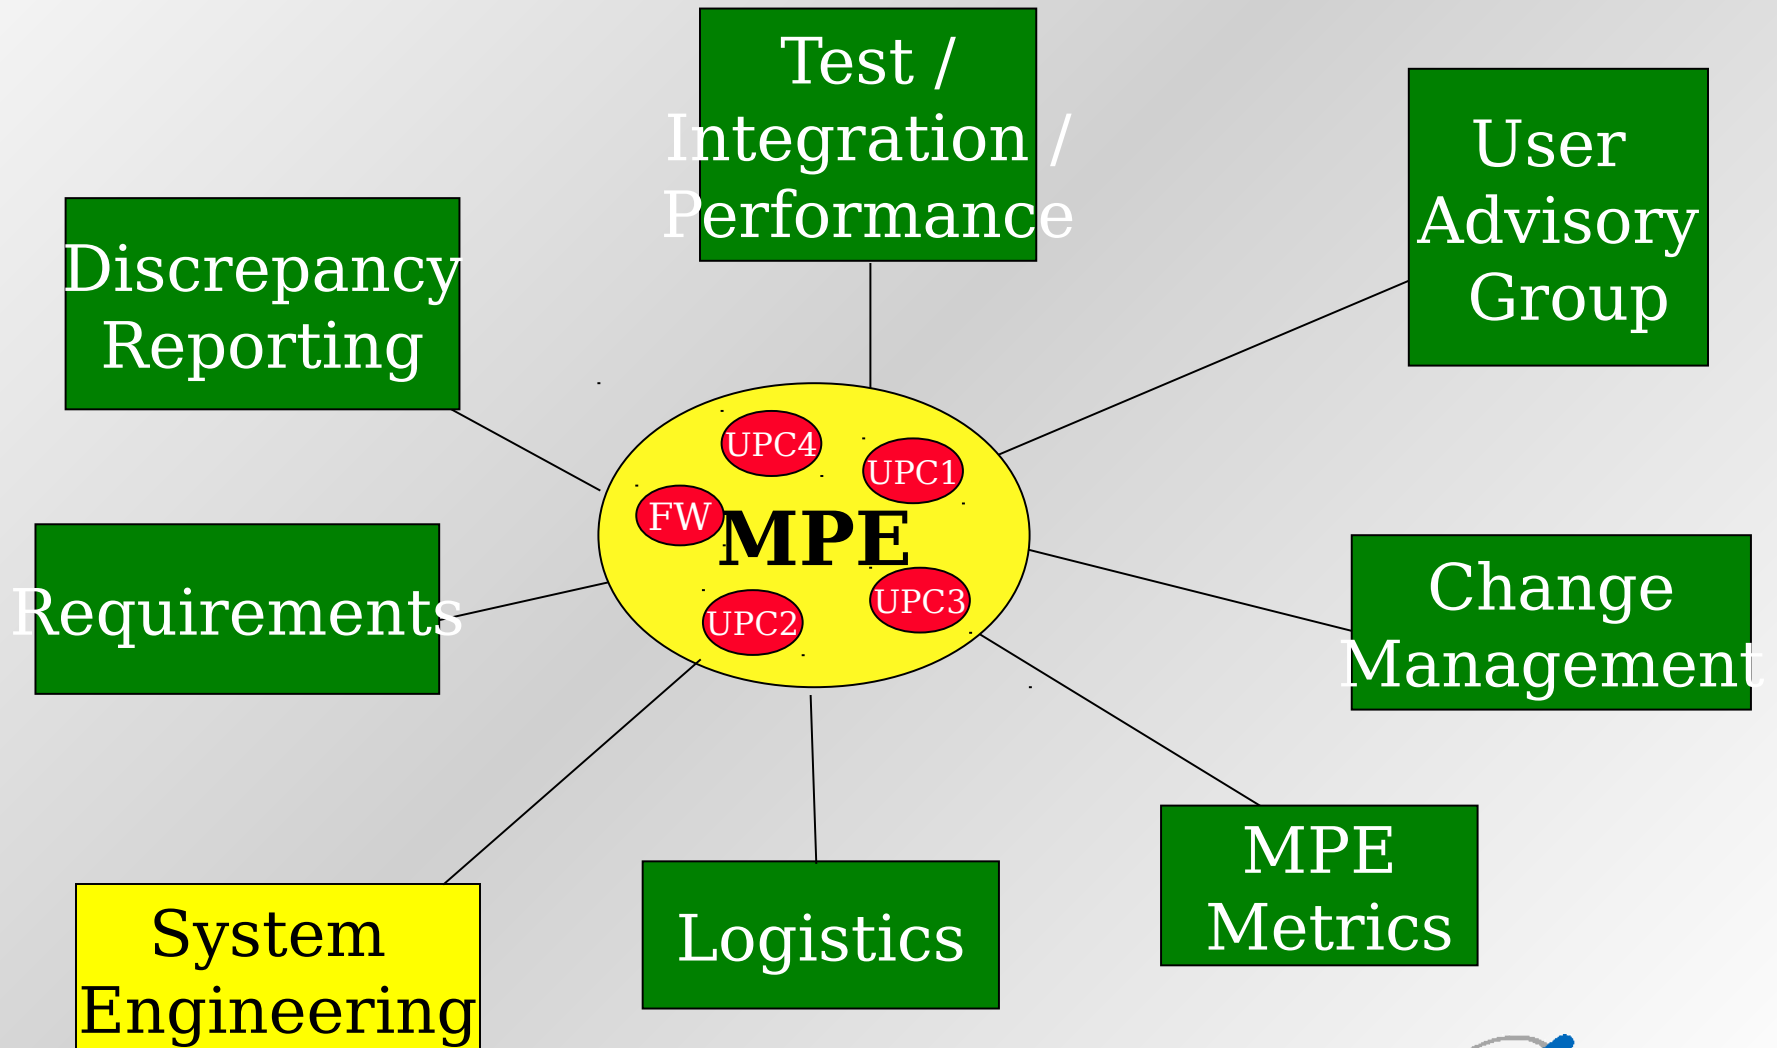 Test /
Integration /
Performance
User
Advisory
Group
Discrepancy
Reporting
UPC4
UPC1
FW
MPE
UPC3
UPC2
Requirements
Change
Management
MPE
Metrics
Logistics
System
Engineering